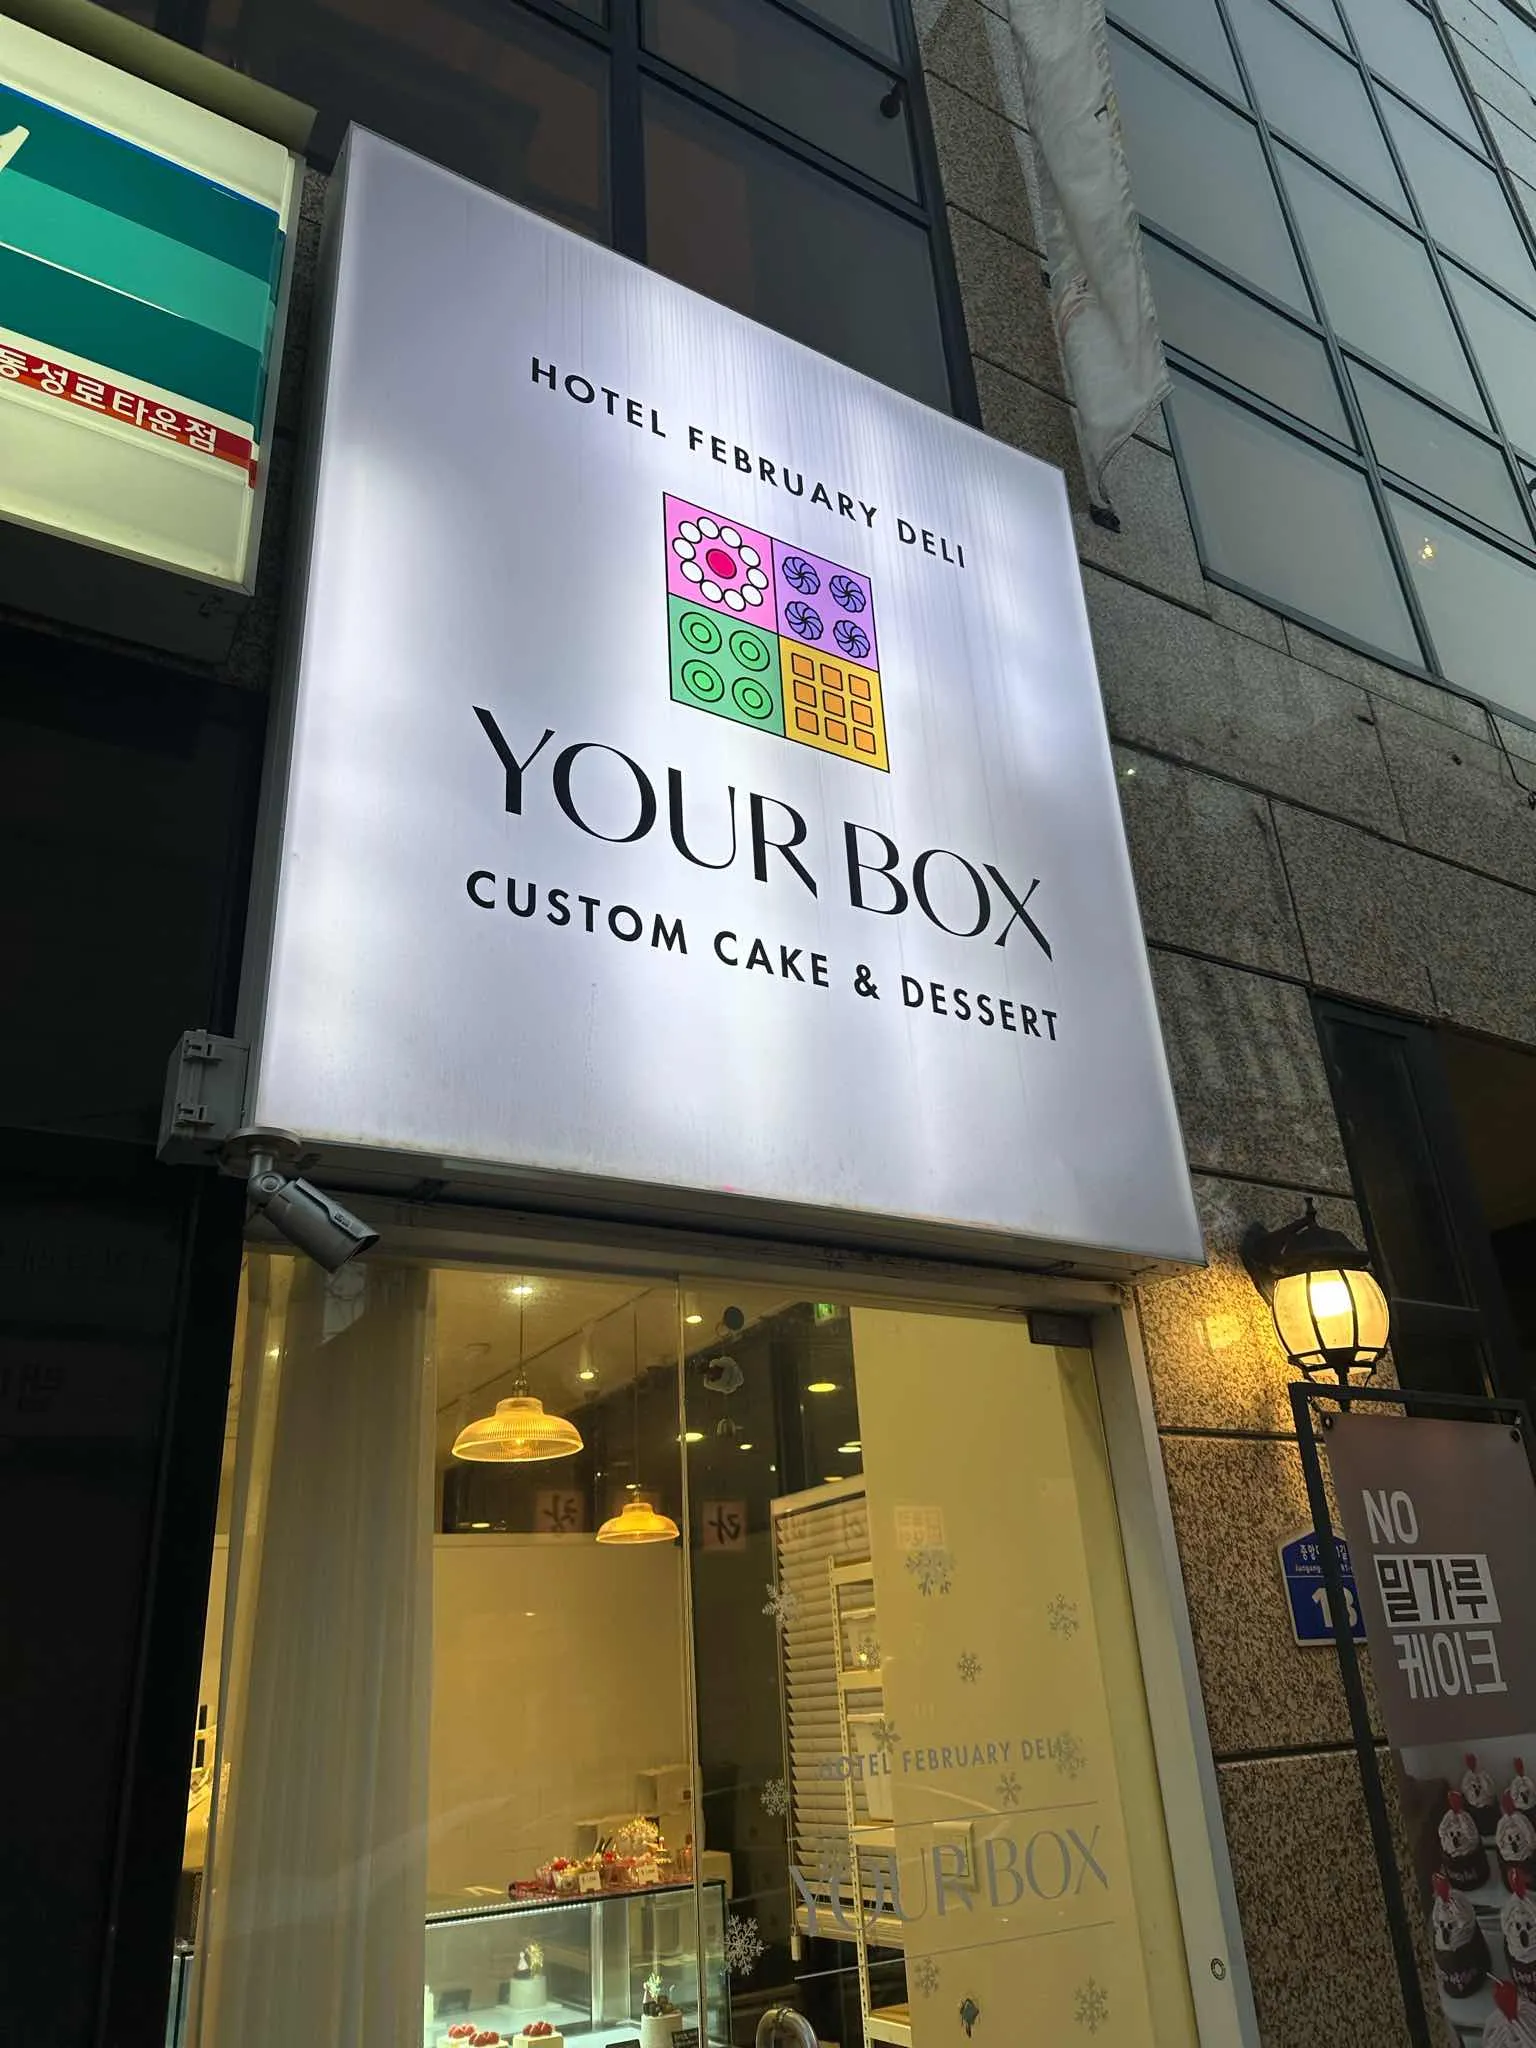 동성로타운점
HOTEL FEBRUARY DELI
YOUR BOX
CUSTOM CAKE & DESSERT
NO
밀가루
케이크
13
HOTEL FEBRUARY DELI
YOUR BOX